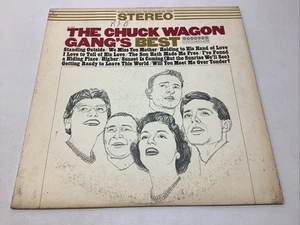 STEREO
THE CHUCK WAGON
GANG'S BEST
Standing Outside · We Miss You Mother · Holding to His Hand of Love
I Love to Tell of His Love · The Son Hath Made Me Free · I've Found
a Hiding Place · Higher · Sunset Is Coming (But the Sunrise We'll See)
Getting Ready to Leave This World · Will You Meet Me Over Yonder?